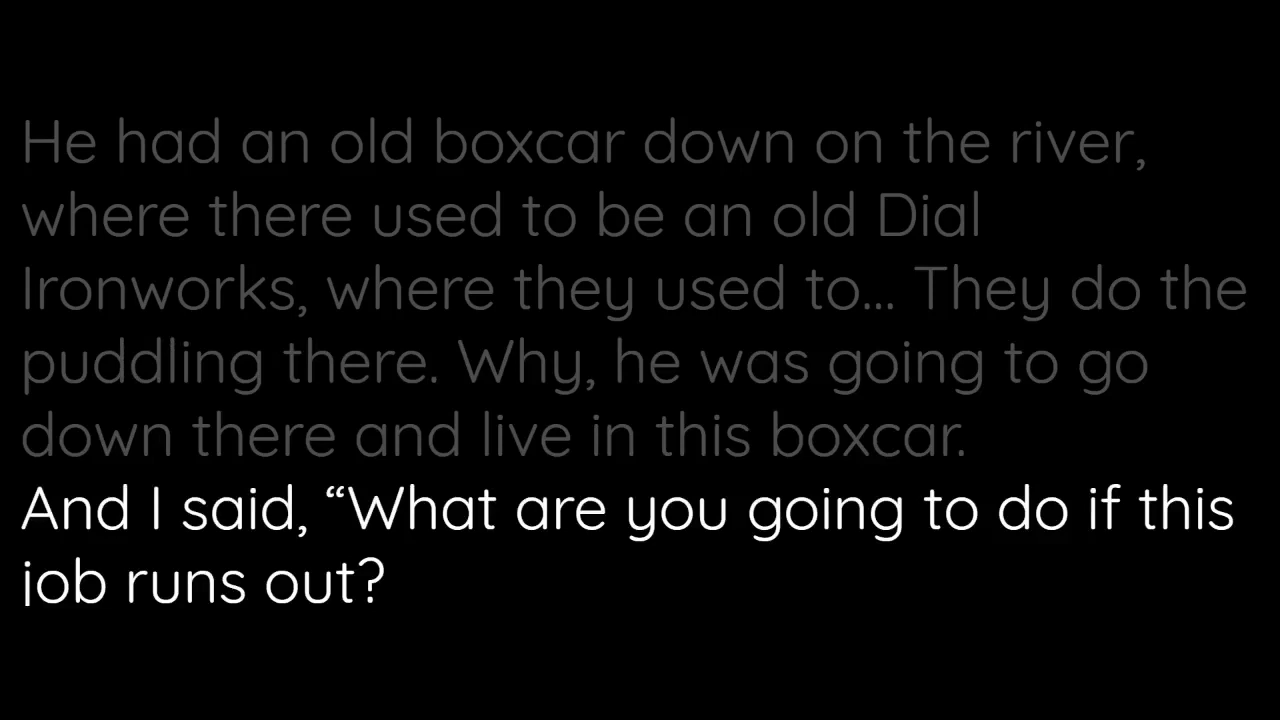 He had an old boxcar down on the river,
where there used to be an old Dial
Ironworks, where they used to... They do the
puddling there. Why, he was going to go
down there and live in this boxcar.
And I said, “What are you going to do if this
job runs out?